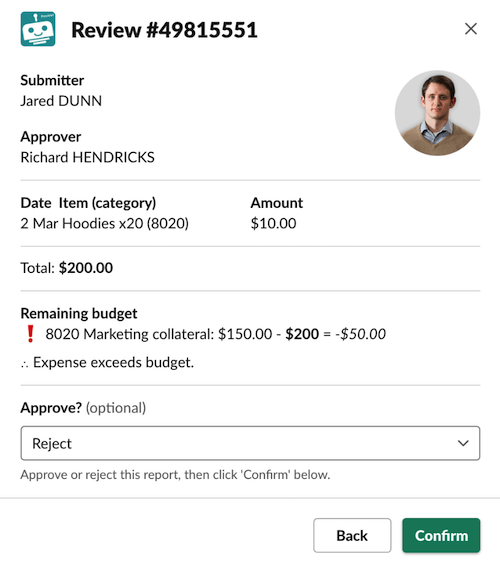 Review #49815551
Submitter
Jared DUNN
Approver
Richard HENDRICKS
Date Item (category) Amount
2 Mar Hoodies x20 (8020) $10.00
Total: $200.00
Remaining budget
❗ 8020 Marketing collateral: $150.00 - $200 = -$50.00
∴ Expense exceeds budget.
Approve? (optional)
Reject
Approve or reject this report, then click 'Confirm' below.
Back Confirm